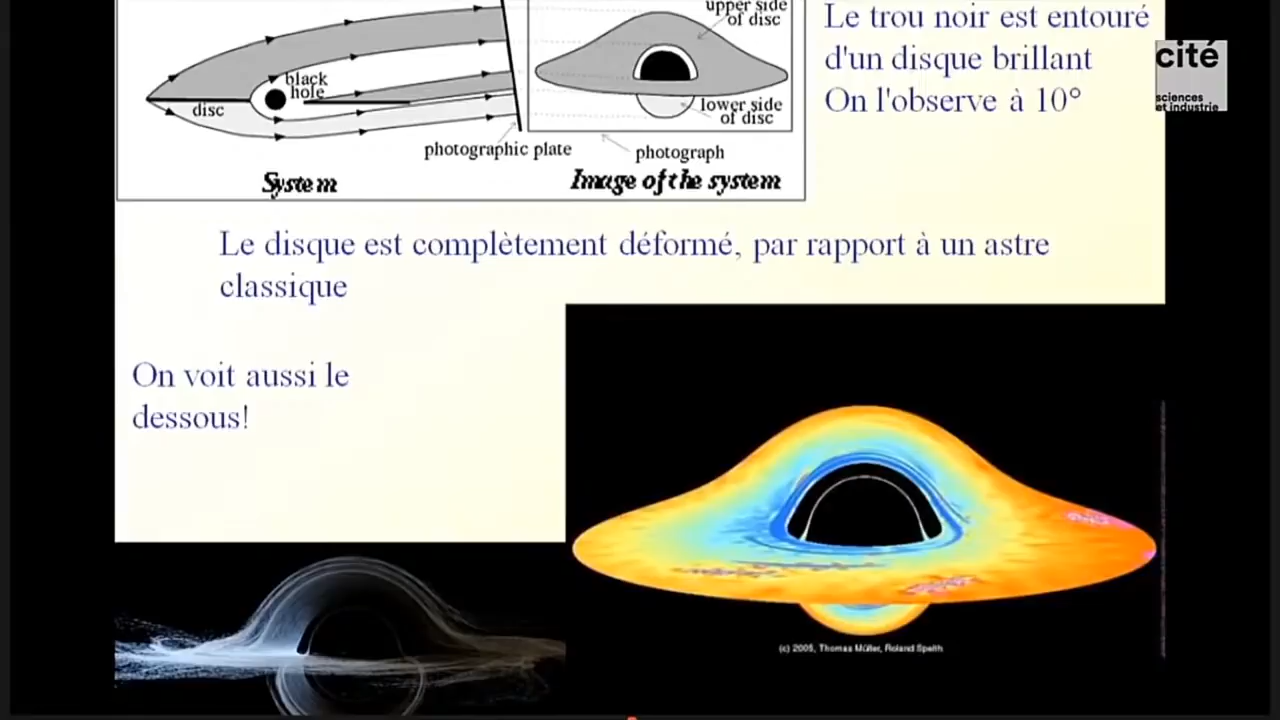 upper side
of disc
black
hole
disc
lower side
of disc
photographic plate
photograph
System
Image of the system
Le trou noir est entouré
d'un disque brillant
On l'observe à 10°
cité
sciences
et industrie
Le disque est complètement déformé, par rapport à un astre
classique
On voit aussi le
dessous!
(c) 2005, Thomas Müller, Roland Speith